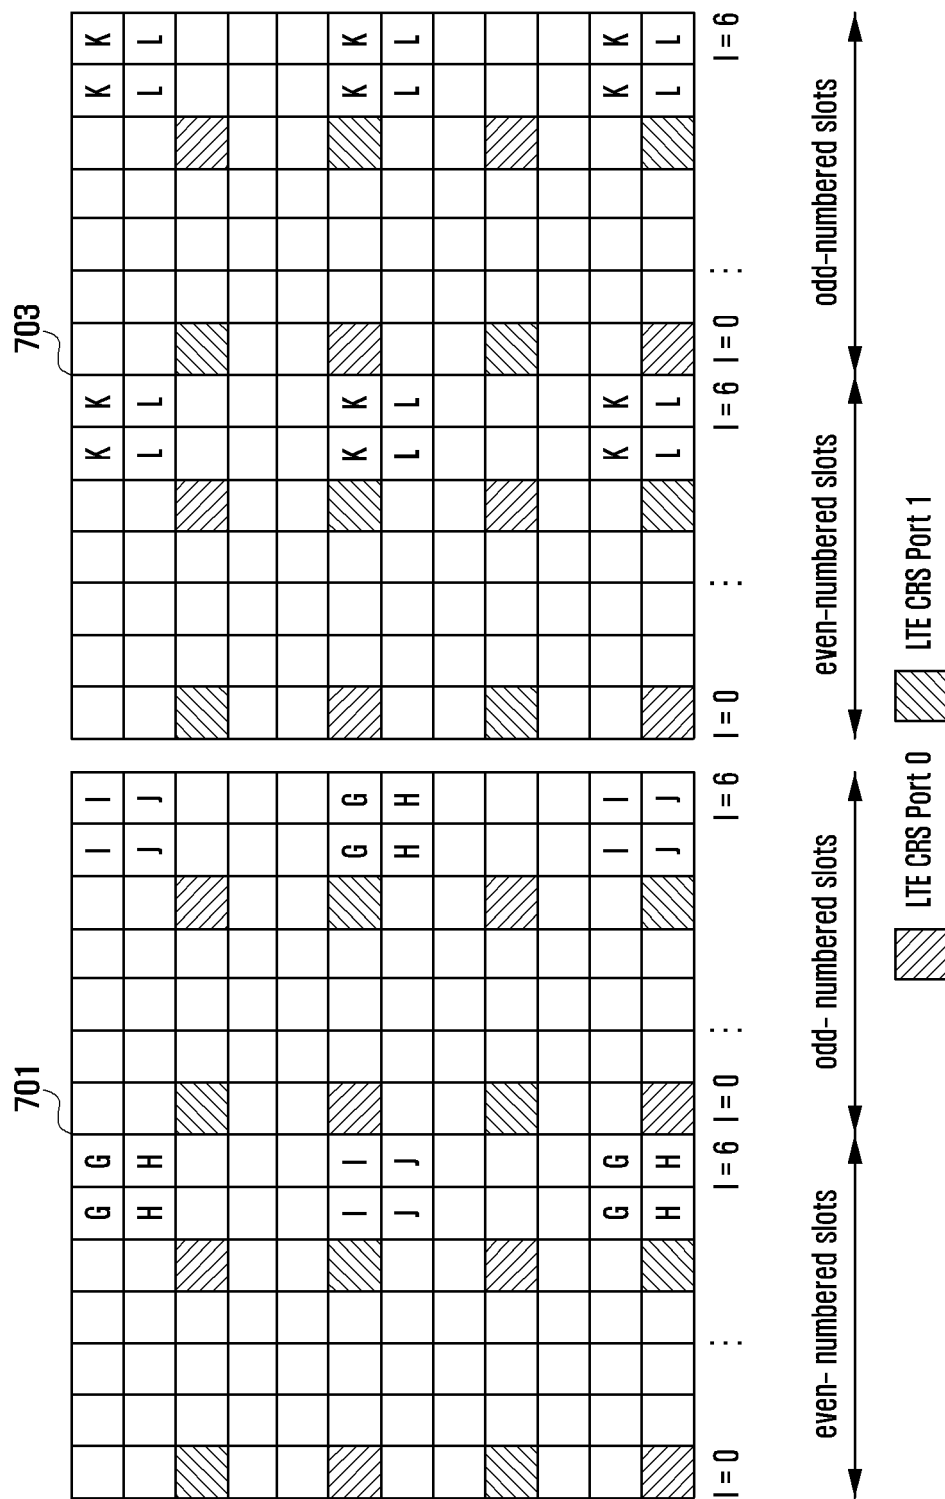 701
703
G G I I K K K K
H H J J L L L L
I I G G K K K K
J J H H L L L L
G G I I K K K K
H H J J L L L L
l = 0 ⋮ l = 6 l = 0 ⋮ l = 6 l = 0 ⋮ l = 6 l = 0 ⋮ l = 6
even- numbered slots odd- numbered slots even-numbered slots odd-numbered slots
LTE CRS Port 0 LTE CRS Port 1